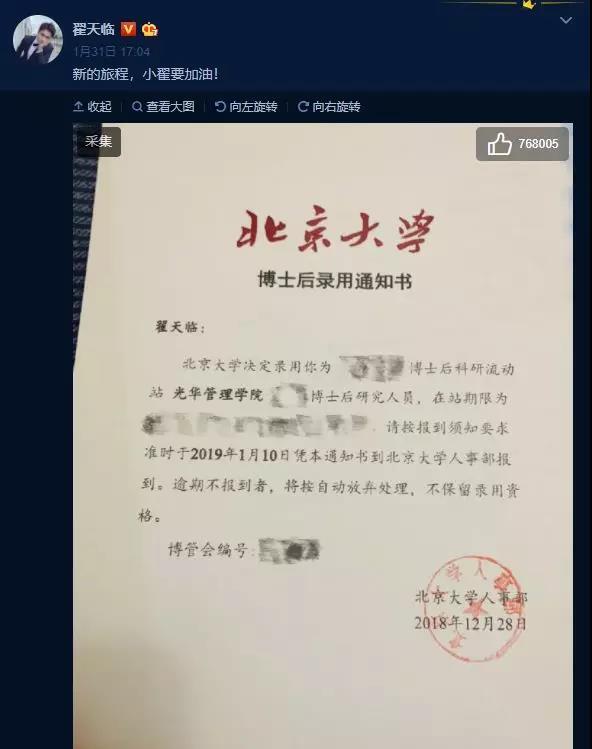 翟天临
1月31日 17:04
新的旅程，小翟要加油！
收起 查看大图 向左旋转 向右旋转
采集 768005
北京大学
博士后录用通知书
翟天临：
北京大学决定录用你为 博士后科研流动
站 光华管理学院 博士后研究人员，在站期限为
请按报到须知要求
准时于2019年1月10日凭本通知书到北京大学人事部报
到。逾期不报到者，将按自动放弃处理，不保留录用资
格。
博管会编号：
北京大学人事部
2018年12月28日